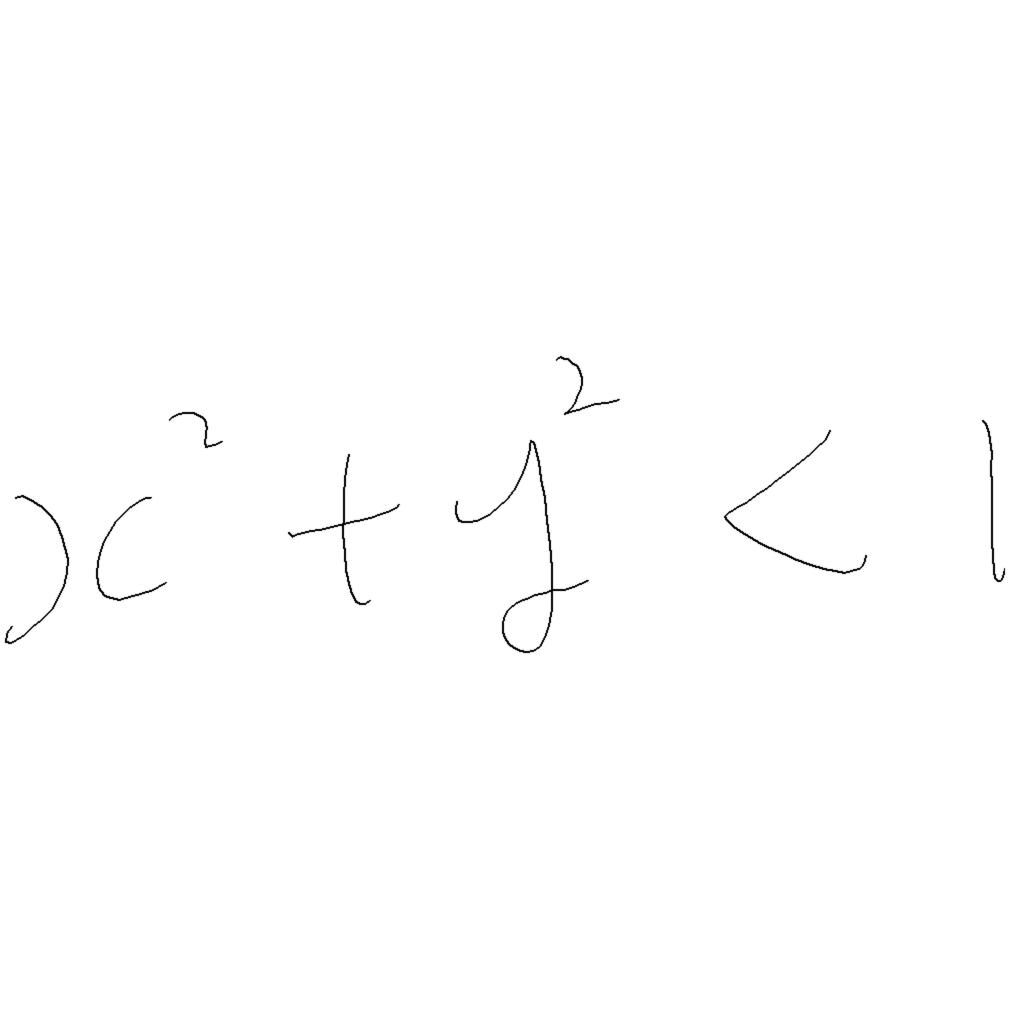 x² + y² < 1